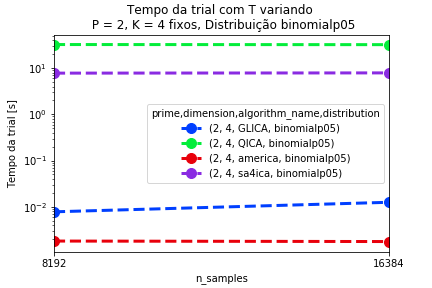 Tempo da trial com T variando
P = 2, K = 4 fixos, Distribuição binomialp05
Tempo da trial [s]
10¹
10⁰
10⁻¹
10⁻²
prime,dimension,algorithm_name,distribution
(2, 4, GLICA, binomialp05)
(2, 4, QICA, binomialp05)
(2, 4, america, binomialp05)
(2, 4, sa4ica, binomialp05)
8192
16384
n_samples